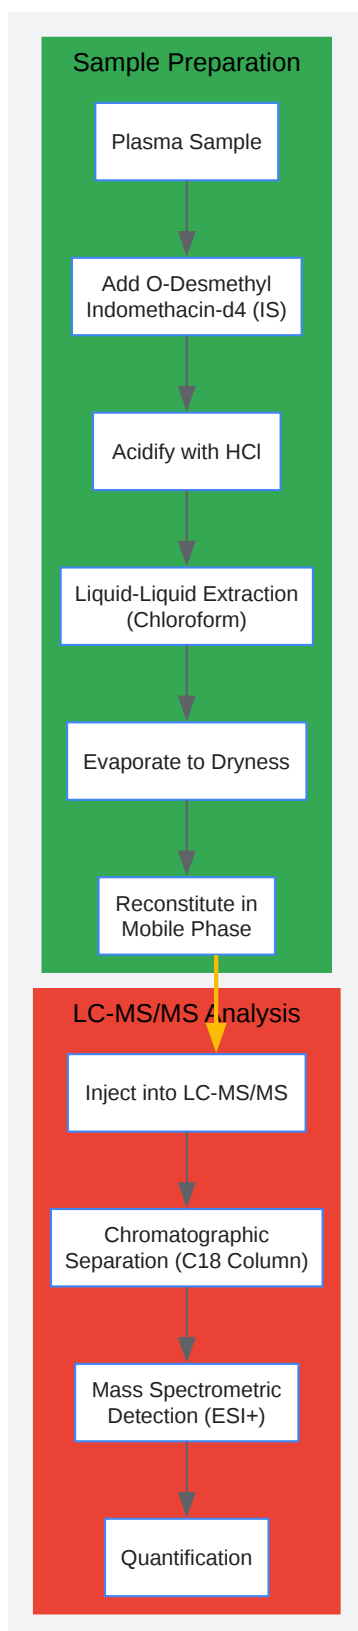 Sample Preparation
Plasma Sample
Add O-Desmethyl
Indomethacin-d4 (IS)
Acidify with HCl
Liquid-Liquid Extraction
(Chloroform)
Evaporate to Dryness
Reconstitute in
Mobile Phase
LC-MS/MS Analysis
Inject into LC-MS/MS
Chromatographic
Separation (C18 Column)
Mass Spectrometric
Detection (ESI+)
Quantification